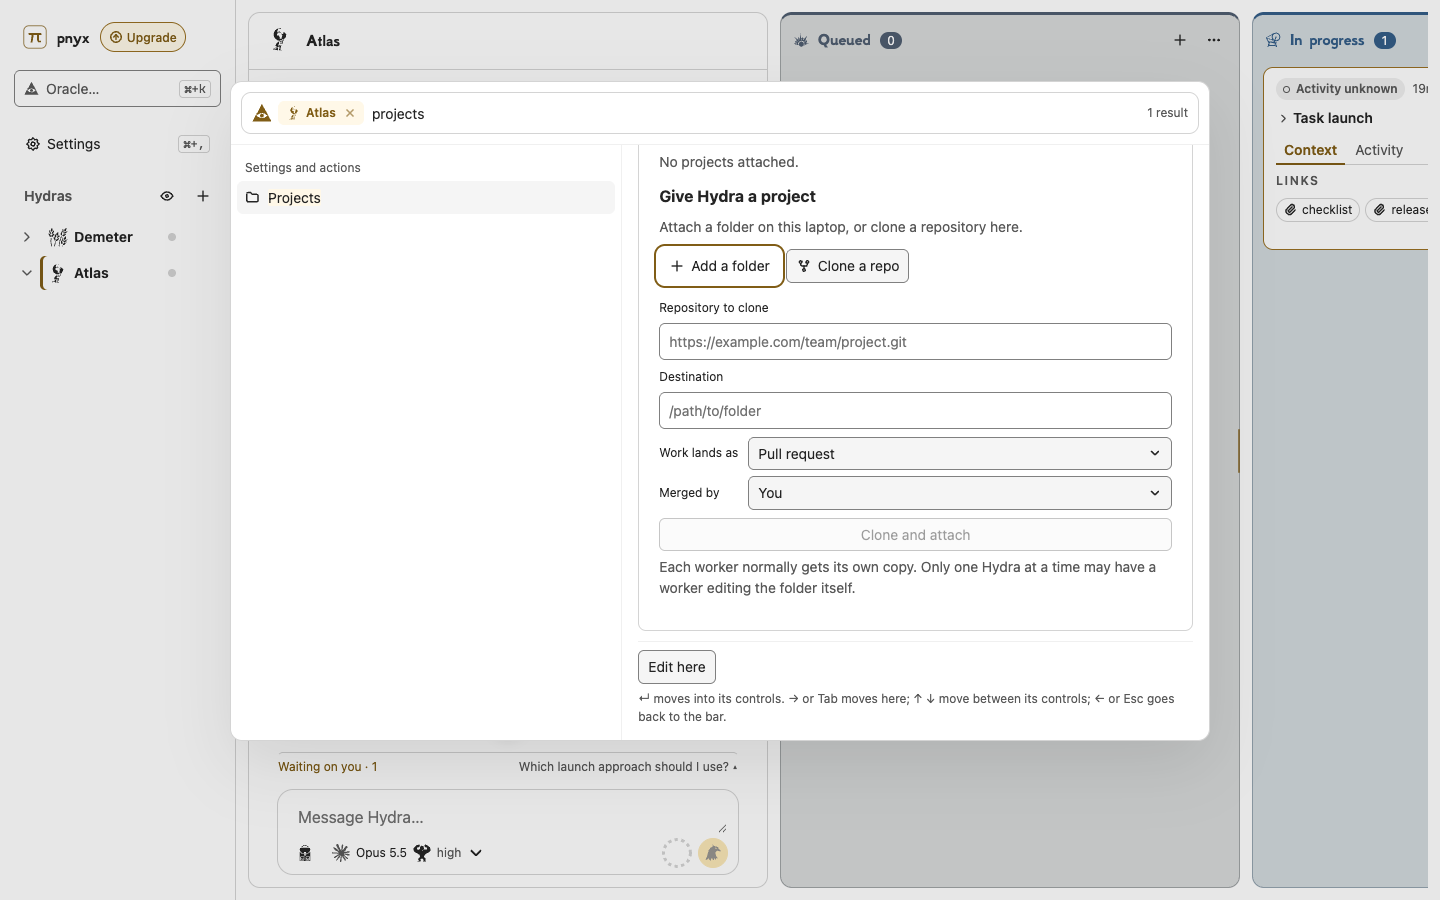 pnyx
Upgrade
Oracle...
⌘+K
Settings
⌘+,
Hydras
Demeter
Atlas
Atlas
Queued 0
In progress 1
Activity unknown
Task launch
Context Activity
LINKS
checklist
Atlas × projects
1 result
Settings and actions
Projects
No projects attached.
Give Hydra a project
Attach a folder on this laptop, or clone a repository here.
+ Add a folder
Clone a repo
Repository to clone
https://example.com/team/project.git
Destination
/path/to/folder
Work lands as
Pull request
Merged by
You
Clone and attach
Each worker normally gets its own copy. Only one Hydra at a time may have a
worker editing the folder itself.
Edit here
↵ moves into its controls. → or Tab moves here; ↑ ↓ move between its controls; ← or Esc goes
back to the bar.
Waiting on you · 1
Which launch approach should I use?
Message Hydra...
Opus 5.5 high